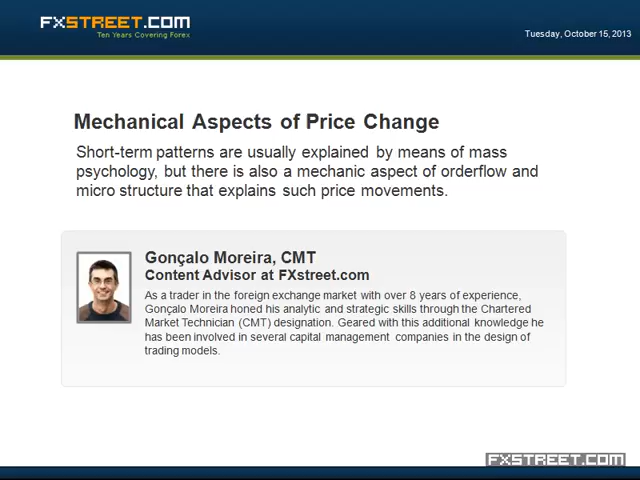 FXSTREET.COM
Ten Years Covering Forex
Tuesday, October 15, 2013
Mechanical Aspects of Price Change
Short-term patterns are usually explained by means of mass
psychology, but there is also a mechanic aspect of orderflow and
micro structure that explains such price movements.
Gonçalo Moreira, CMT
Content Advisor at FXstreet.com
As a trader in the foreign exchange market with over 8 years of experience,
Gonçalo Moreira honed his analytic and strategic skills through the Chartered
Market Technician (CMT) designation. Geared with this additional knowledge he
has been involved in several capital management companies in the design of
trading models.
FXSTREET.COM